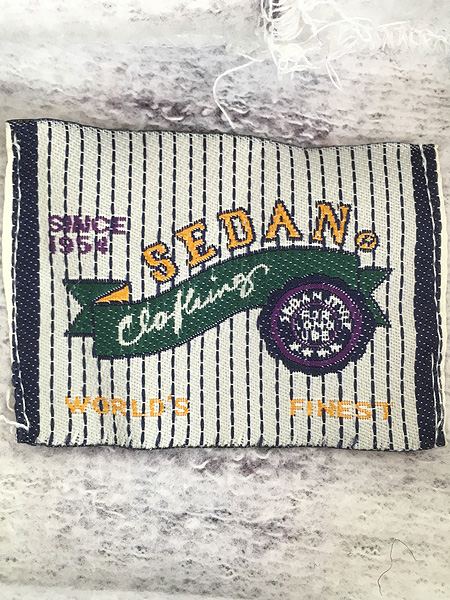 SINCE
1954
SEDAN®
Clothing
WORLD'S FINEST